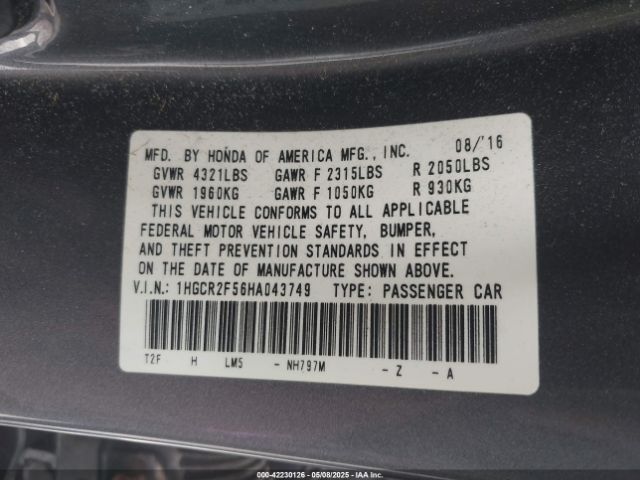 MFD. BY HONDA OF AMERICA MFG., INC. 08/'16
GVWR 4321LBS GAWR F 2315LBS R 2050LBS
GVWR 1960KG GAWR F 1050KG R 930KG
THIS VEHICLE CONFORMS TO ALL APPLICABLE
FEDERAL MOTOR VEHICLE SAFETY, BUMPER,
AND THEFT PREVENTION STANDARDS IN EFFECT
ON THE DATE OF MANUFACTURE SHOWN ABOVE.
V.I.N.: 1HGCR2F56HA043749 TYPE: PASSENGER CAR
T2F H LM5 - NH797M - Z - A
000-42230126 - 05/08/2025 - IAAI.COM